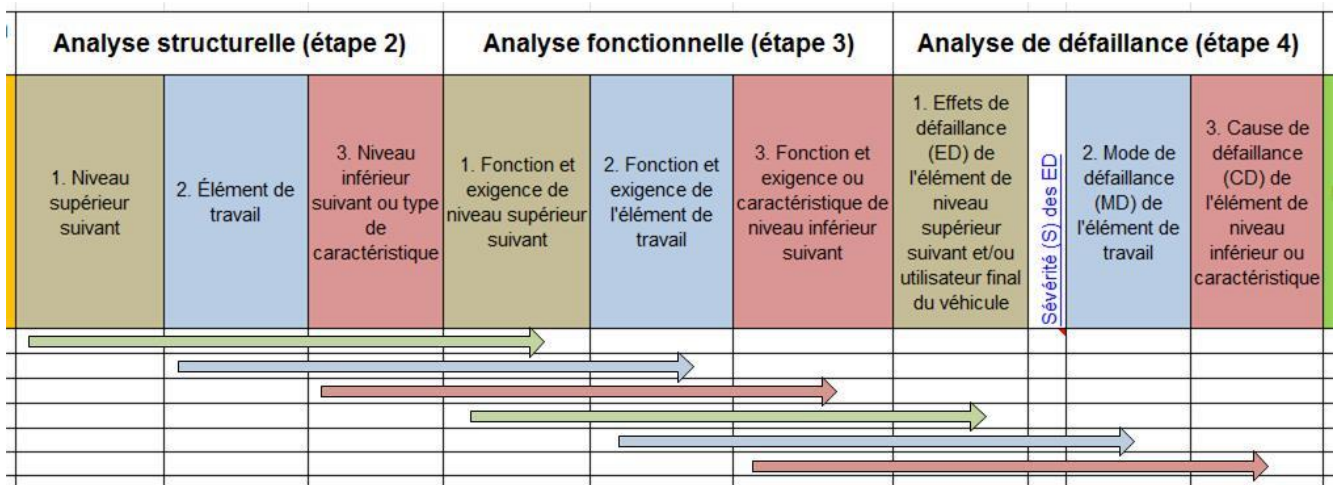 Analyse structurelle (étape 2)
Analyse fonctionnelle (étape 3)
Analyse de défaillance (étape 4)
1. Niveau
supérieur
suivant
2. Élément de
travail
3. Niveau
inférieur
suivant ou type
de
caractéristique
1. Fonction et
exigence de
niveau supérieur
suivant
2. Fonction et
exigence de
l'élément de
travail
3. Fonction et
exigence ou
caractéristique de
niveau inférieur
suivant
1. Effets de
défaillance
(ED) de
l'élément de
niveau
supérieur
suivant et/ou
utilisateur final
du véhicule
Sévérité (S) des ED
2. Mode de
défaillance
(MD) de
l'élément de
travail
3. Cause de
défaillance
(CD) de
l'élément de
niveau
inférieur ou
caractéristique